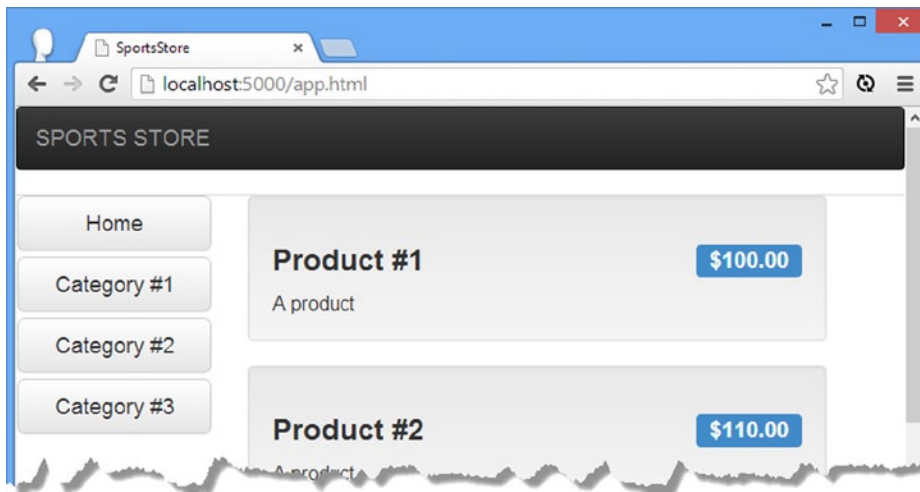 SportsStore
localhost:5000/app.html
SPORTS STORE
Home
Category #1
Category #2
Category #3
Product #1
$100.00
A product
Product #2
$110.00
A product